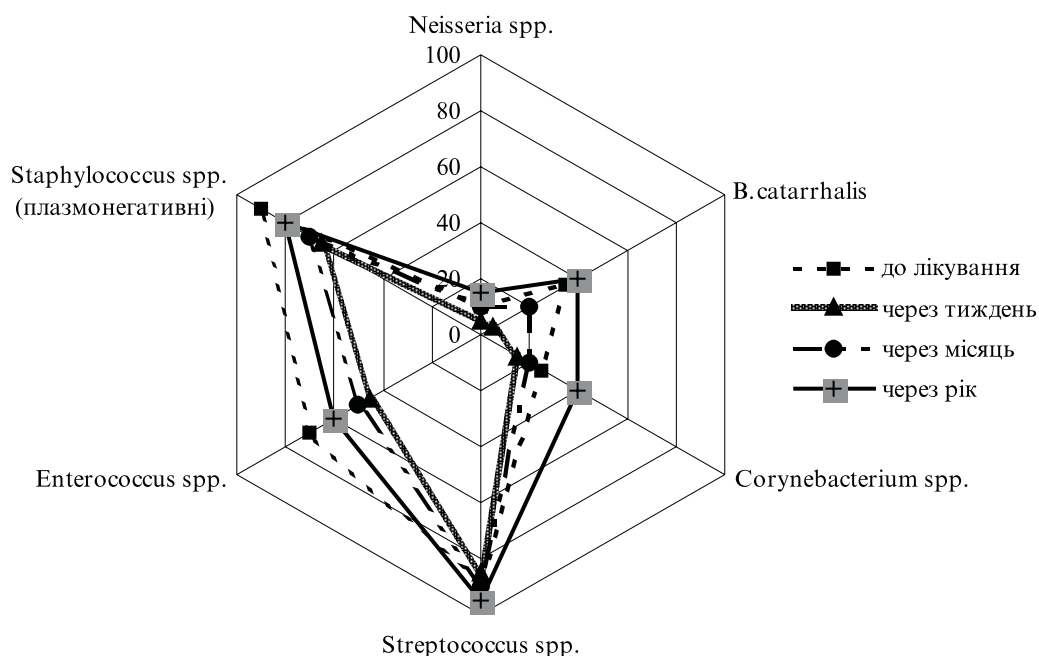 Neisseria spp.
100
80
60
40
20
0
Staphylococcus spp.
(плазмонегативні)
B.catarrhalis
Enterococcus spp.
Corynebacterium spp.
Streptococcus spp.
до лікування
через тиждень
через місяць
через рік